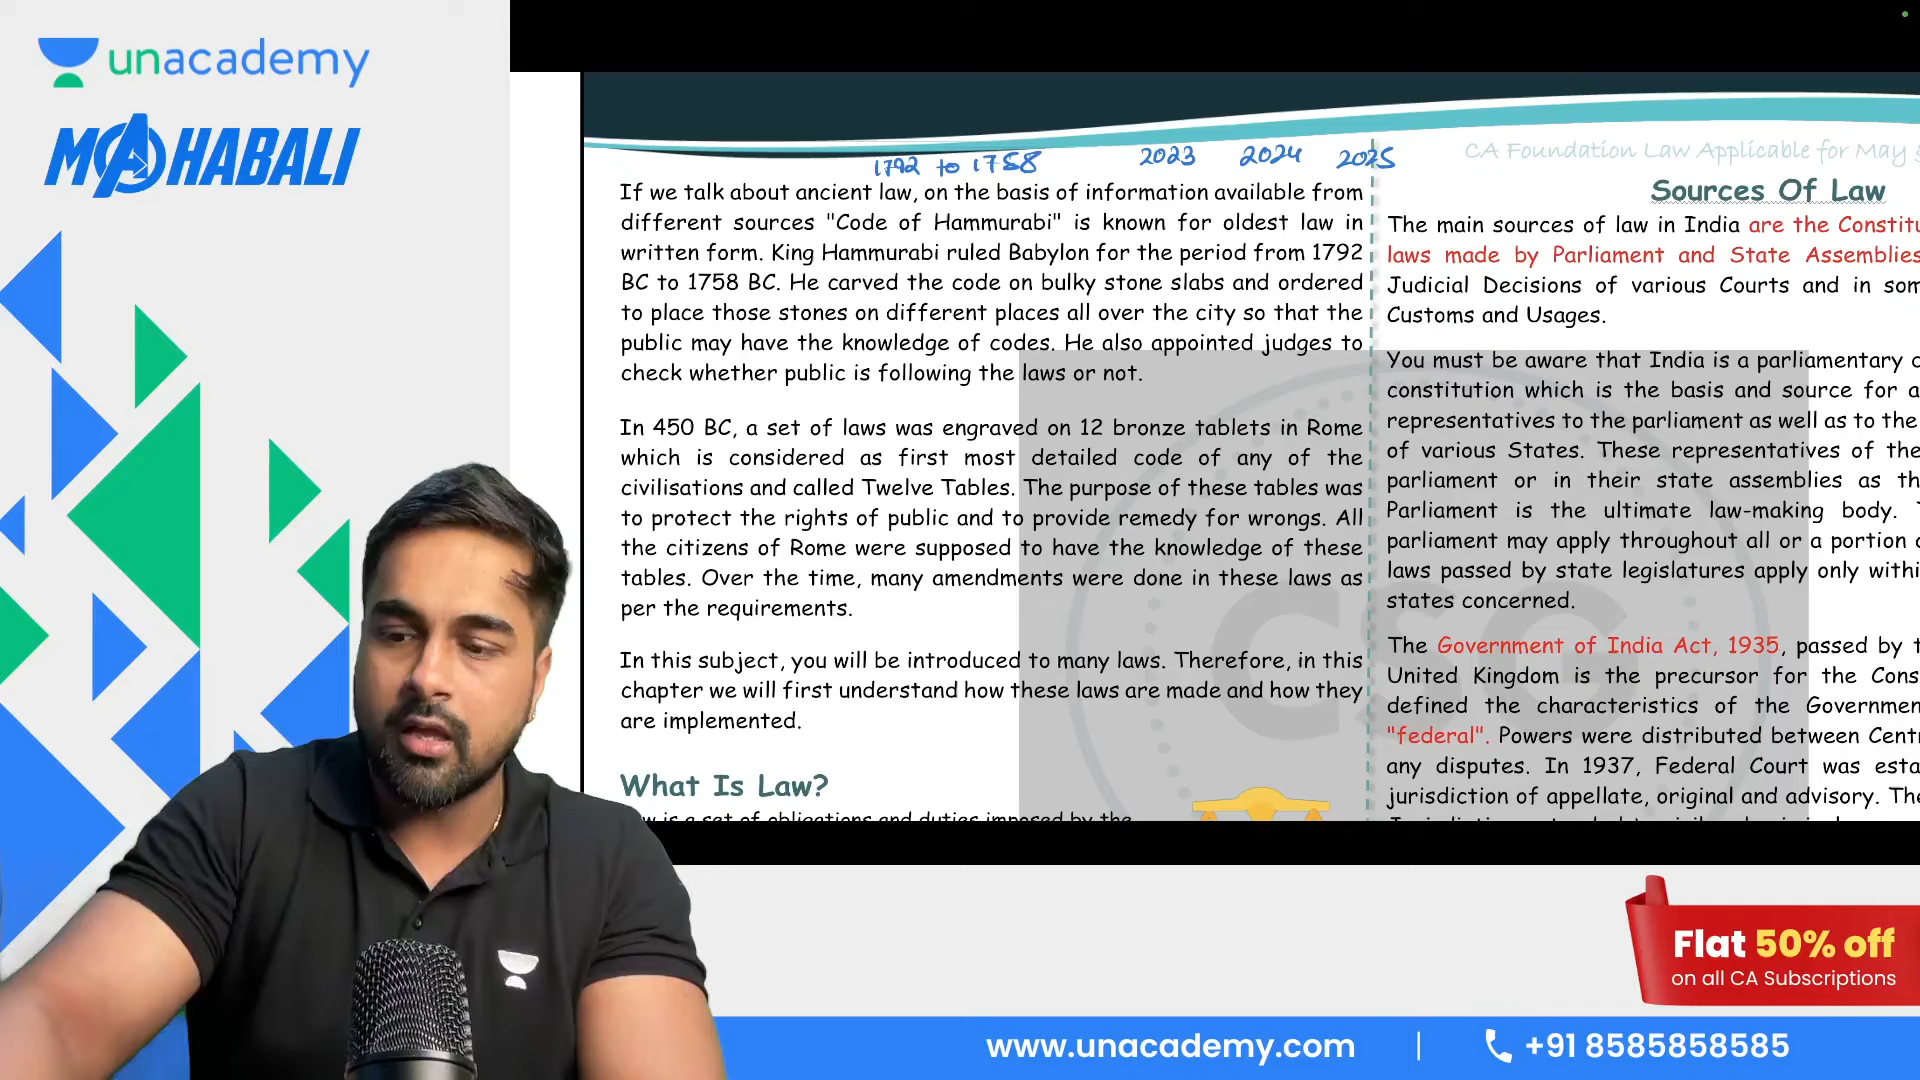 unacademy
MAHABALI
1792 to 1758 2023 2024 2025
If we talk about ancient law, on the basis of information available from
different sources "Code of Hammurabi" is known for oldest law in
written form. King Hammurabi ruled Babylon for the period from 1792
BC to 1758 BC. He carved the code on bulky stone slabs and ordered
to place those stones on different places all over the city so that the
public may have the knowledge of codes. He also appointed judges to
check whether public is following the laws or not.
In 450 BC, a set of laws was engraved on 12 bronze tablets in Rome
which is considered as first most detailed code of any of the
civilisations and called Twelve Tables. The purpose of these tables was
to protect the rights of public and to provide remedy for wrongs. All
the citizens of Rome were supposed to have the knowledge of these
tables. Over the time, many amendments were done in these laws as
per the requirements.
In this subject, you will be introduced to many laws. Therefore, in this
chapter we will first understand how these laws are made and how they
are implemented.
What Is Law?
is a set of obligations and duties imposed by the
CA Foundation Law Applicable for May
Sources Of Law
The main sources of law in India are the
laws made by Parliament and State Assemblies
Judicial Decisions of various Courts and in
Customs and Usages.
You must be aware that India is a parliamentary
constitution which is the basis and source for
representatives to the parliament as well as to the
of various States. These representatives of
parliament or in their state assemblies as
Parliament is the ultimate law-making body.
parliament may apply throughout all or a portion
laws passed by state legislatures apply only
states concerned.
The Government of India Act, 1935, passed by
United Kingdom is the precursor for the
defined the characteristics of the
"federal". Powers were distributed between
any disputes. In 1937, Federal Court was
jurisdiction of appellate, original and advisory.
CSC
Flat 50% off
on all CA Subscriptions
www.unacademy.com | +91 8585858585